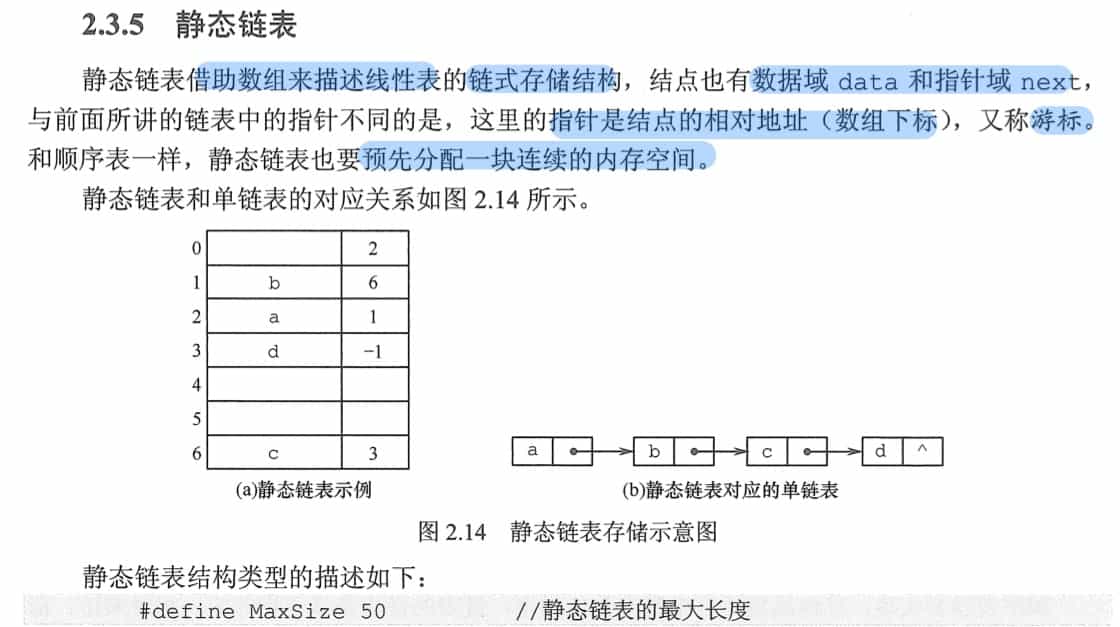 2.3.5 静态链表
静态链表借助数组来描述线性表的链式存储结构，结点也有数据域 data 和指针域 next，
与前面所讲的链表中的指针不同的是，这里的指针是结点的相对地址（数组下标），又称游标。
和顺序表一样，静态链表也要预先分配一块连续的内存空间。
静态链表和单链表的对应关系如图 2.14 所示。
0 2
1 b 6
2 a 1
3 d −1
4
5
6 c 3
a b c d ^
(a)静态链表示例
(b)静态链表对应的单链表
图 2.14 静态链表存储示意图
静态链表结构类型的描述如下：
#define MaxSize 50 //静态链表的最大长度